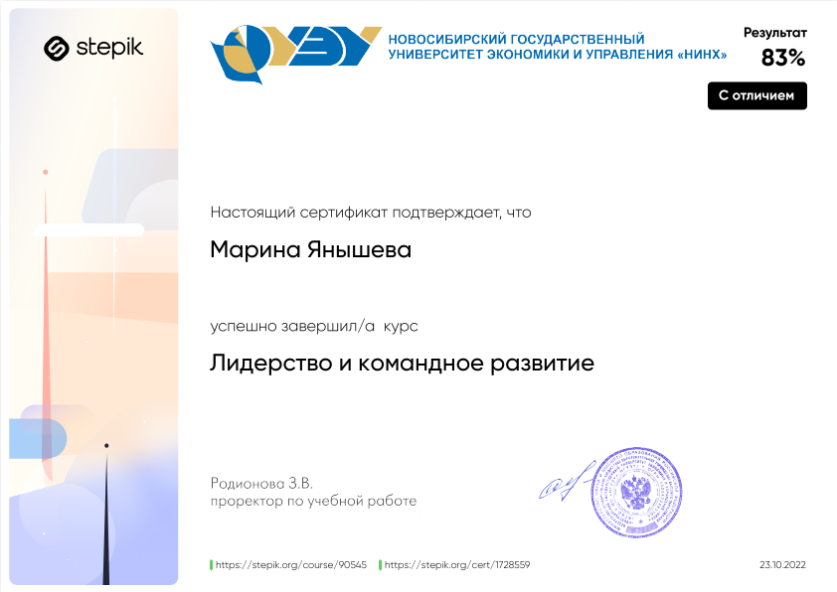 stepik
НОВОСИБИРСКИЙ ГОСУДАРСТВЕННЫЙ
УНИВЕРСИТЕТ ЭКОНОМИКИ И УПРАВЛЕНИЯ «НИНХ»
Результат
83%
С отличием
Настоящий сертификат подтверждает, что
Марина Янышева
успешно завершил/а курс
Лидерство и командное развитие
Родионова З.В.
проректор по учебной работе
https://stepik.org/course/90545
https://stepik.org/cert/1728559
23.10.2022